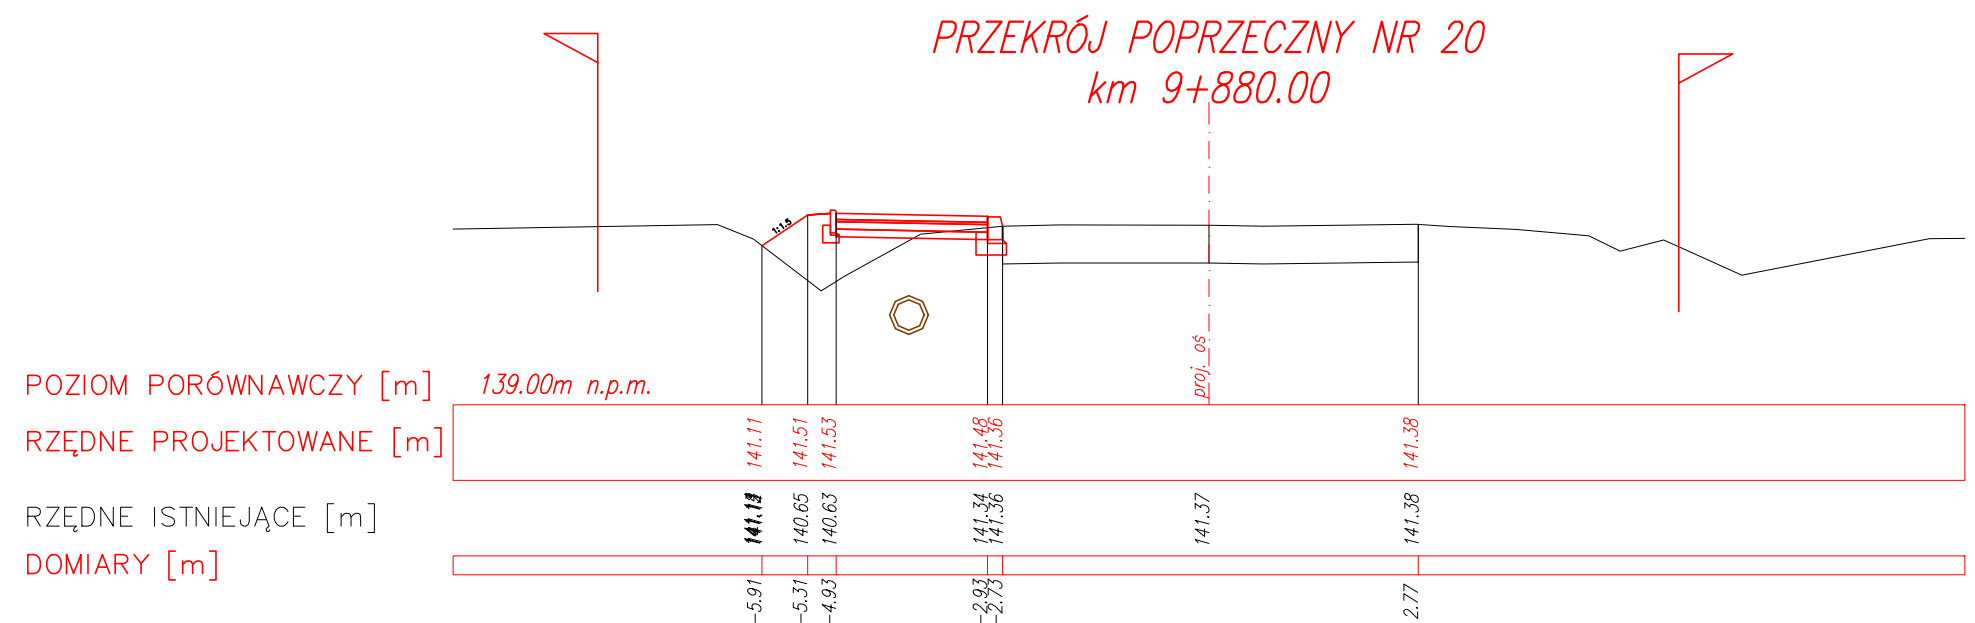 PRZEKRÓJ POPRZECZNY NR 20
km 9+880.00
1:1.5
proj. oś
POZIOM PORÓWNAWCZY [m] 139.00m n.p.m.
RZĘDNE PROJEKTOWANE [m] 141.11 141.51 141.53 141.48 141.36 141.38
RZĘDNE ISTNIEJĄCE [m] 140.65 140.63 141.34 141.36 141.37 141.38
DOMIARY [m]
-5.91 -5.31 -4.93 -2.93 -2.73 2.77